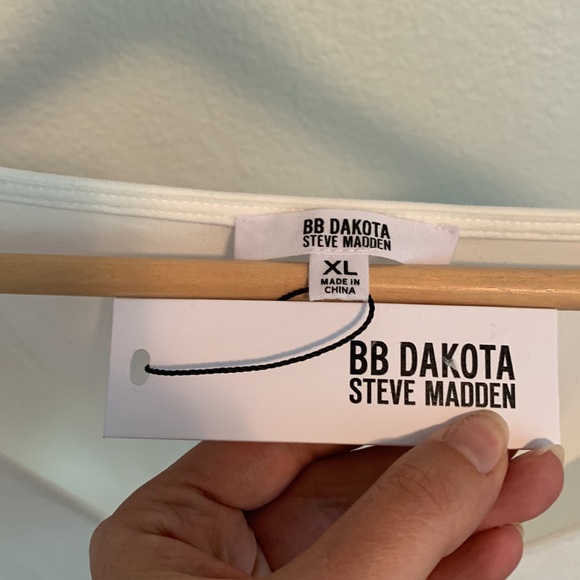 BB DAKOTA
STEVE MADDEN
XL
MADE IN
CHINA
BB DAKOTA
STEVE MADDEN